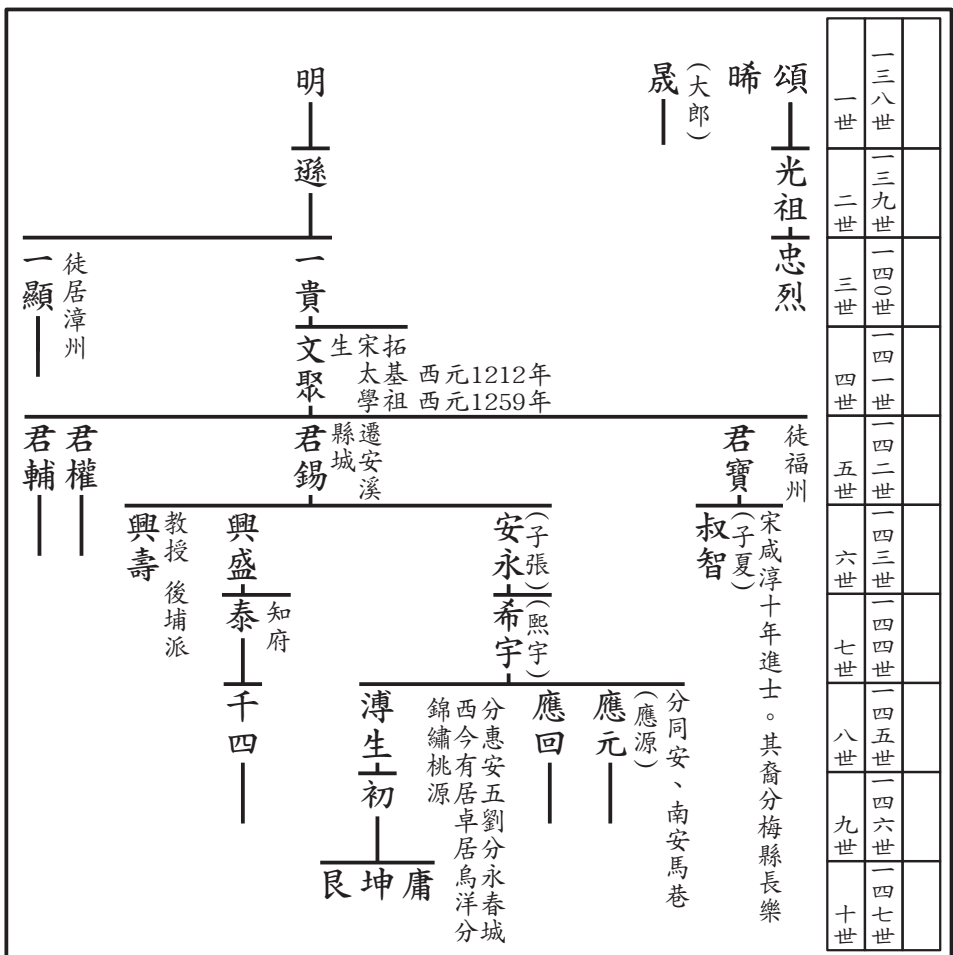 一三八世
一三九世
一四〇世
一四一世
一四二世
一四三世
一四四世
一四五世
一四六世
一四七世
一世
二世
三世
四世
五世
六世
七世
八世
九世
十世
頌
晞
(大郎)
晟
光祖
忠烈
明
遜
一貴
一顯
徒居漳州
文聚
拓基祖
宋太學
生
西元1212年
西元1259年
徒福州
君寶
君錫
遷安溪
縣城
君權
君輔
叔智
(子夏)
宋咸淳十年進士。其裔分梅縣長樂
安永
(子張)
興盛
興壽
教授 後埔派
希宇
(熙宇)
泰
知府
應元
(應源)
分同安、南安馬巷
應回
溥生
分惠安五劉分永春城
西今有居卓居烏洋分
錦繡桃源
千四
初
庸
坤
艮